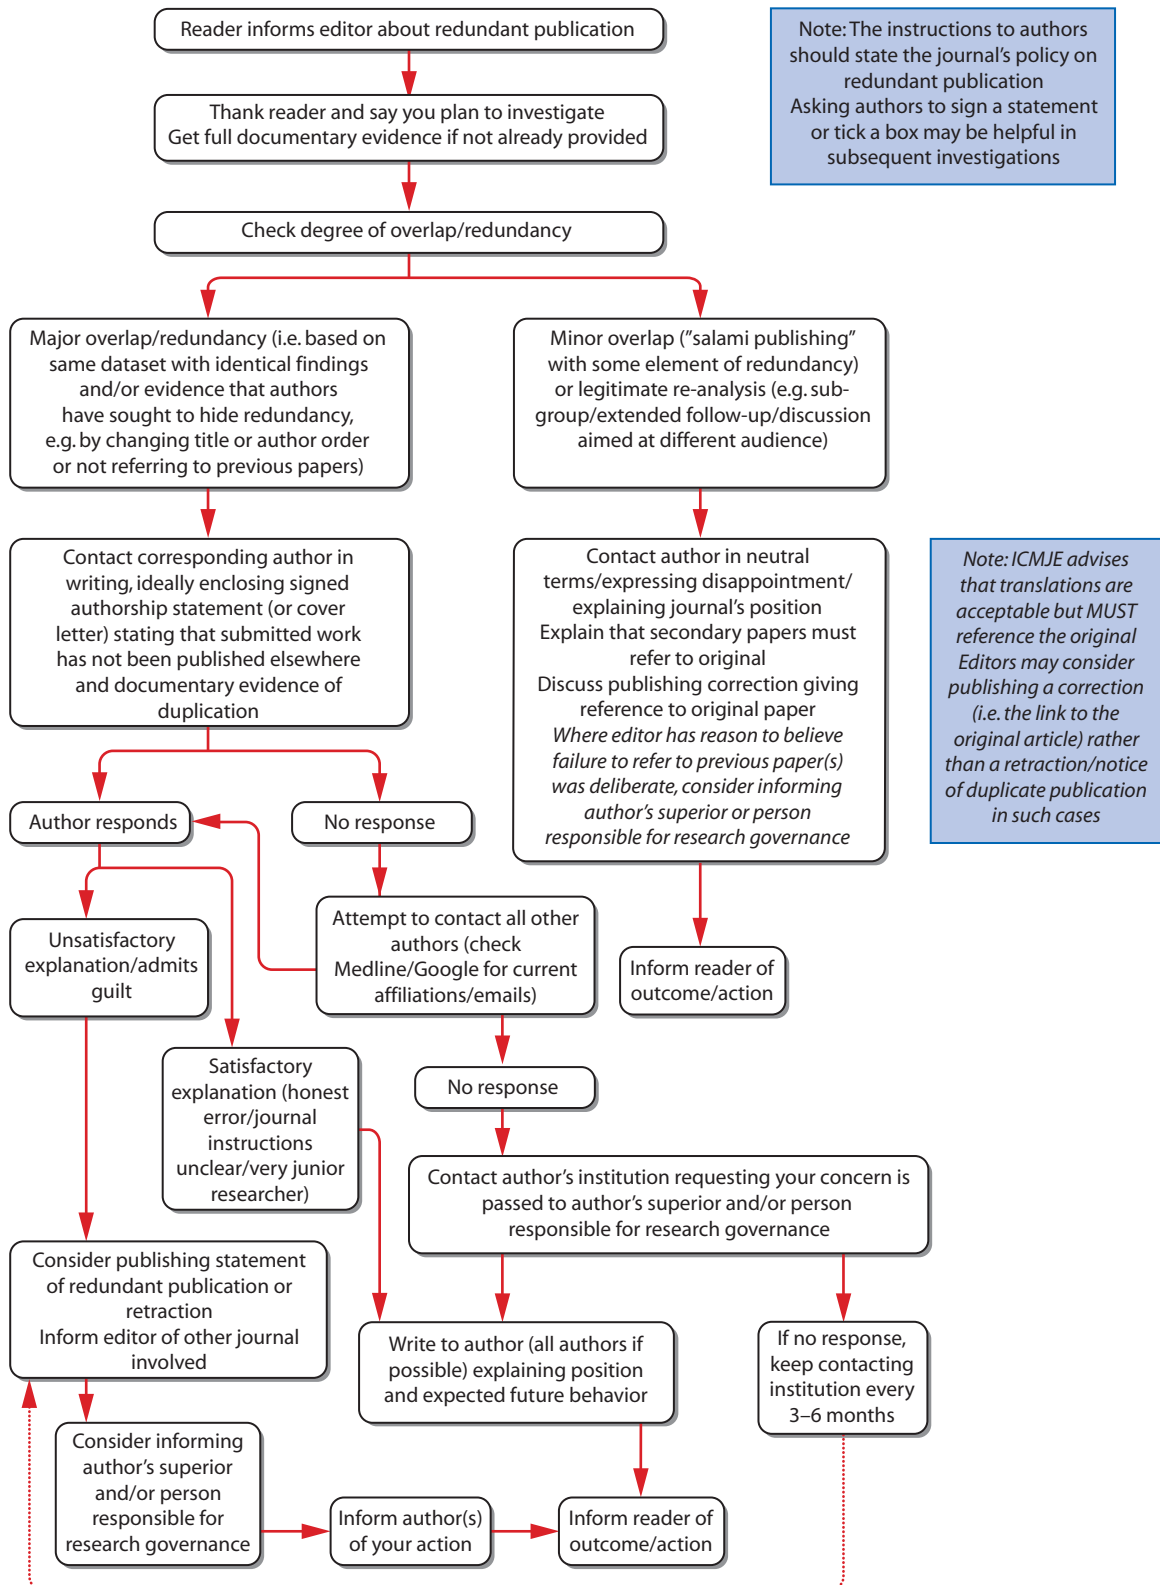 Reader informs editor about redundant publication
Note: The instructions to authors
should state the journal's policy on
redundant publication
Asking authors to sign a statement
or tick a box may be helpful in
subsequent investigations
Thank reader and say you plan to investigate
Get full documentary evidence if not already provided
Check degree of overlap/redundancy
Major overlap/redundancy (i.e. based on
same dataset with identical findings
and/or evidence that authors
have sought to hide redundancy,
e.g. by changing title or author order
or not referring to previous papers)
Minor overlap ("salami publishing"
with some element of redundancy)
or legitimate re-analysis (e.g. sub-
group/extended follow-up/discussion
aimed at different audience)
Contact corresponding author in
writing, ideally enclosing signed
authorship statement (or cover
letter) stating that submitted work
has not been published elsewhere
and documentary evidence of
duplication
Contact author in neutral
terms/expressing disappointment/
explaining journal's position
Explain that secondary papers must
refer to original
Discuss publishing correction giving
reference to original paper
Where editor has reason to believe
failure to refer to previous paper(s)
was deliberate, consider informing
author's superior or person
responsible for research governance
Note: ICMJE advises
that translations are
acceptable but MUST
reference the original
Editors may consider
publishing a correction
(i.e. the link to the
original article) rather
than a retraction/notice
of duplicate publication
in such cases
Author responds
No response
Unsatisfactory
explanation/admits
guilt
Attempt to contact all other
authors (check
Medline/Google for current
affiliations/emails)
Inform reader of
outcome/action
Satisfactory
explanation (honest
error/journal
instructions
unclear/very junior
researcher)
No response
Contact author's institution requesting your concern is
passed to author's superior and/or person
responsible for research governance
Consider publishing statement
of redundant publication or
retraction
Inform editor of other journal
involved
Write to author (all authors if
possible) explaining position
and expected future behavior
If no response,
keep contacting
institution every
3–6 months
Consider informing
author's superior
and/or person
responsible for
research governance
Inform author(s)
of your action
Inform reader of
outcome/action